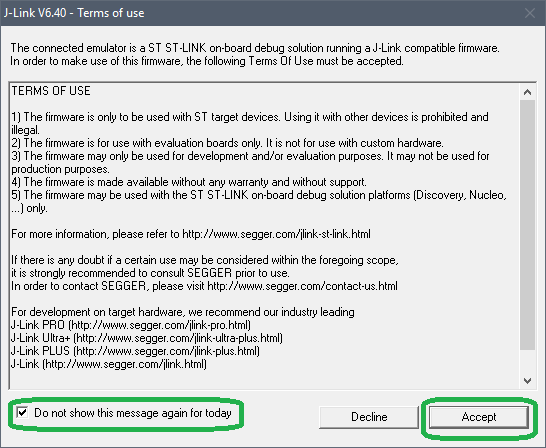 J-Link V6.40 - Terms of use
The connected emulator is a ST ST-LINK on-board debug solution running a J-Link compatible firmware.
In order to make use of this firmware, the following Terms Of Use must be accepted.
TERMS OF USE
1) The firmware is only to be used with ST target devices. Using it with other devices is prohibited and
illegal.
2) The firmware is for use with evaluation boards only. It is not for use with custom hardware.
3) The firmware may only be used for development and/or evaluation purposes. It may not be used for
production purposes.
4) The firmware is made available without any warranty and without support.
5) The firmware may be used with the ST ST-LINK on-board debug solution platforms (Discovery, Nucleo,
...) only.
For more information, please refer to http://www.segger.com/jlink-st-link.html
If there is any doubt if a certain use may be considered within the foregoing scope,
it is strongly recommended to consult SEGGER prior to use.
In order to contact SEGGER, please visit http://www.segger.com/contact-us.html
For development on target hardware, we recommend our industry leading
J-Link PRO (http://www.segger.com/jlink-pro.html)
J-Link Ultra+ (http://www.segger.com/jlink-ultra-plus.html)
J-Link PLUS (http://www.segger.com/jlink-plus.html)
J-Link (http://www.segger.com/jlink.html)
Do not show this message again for today
Decline
Accept